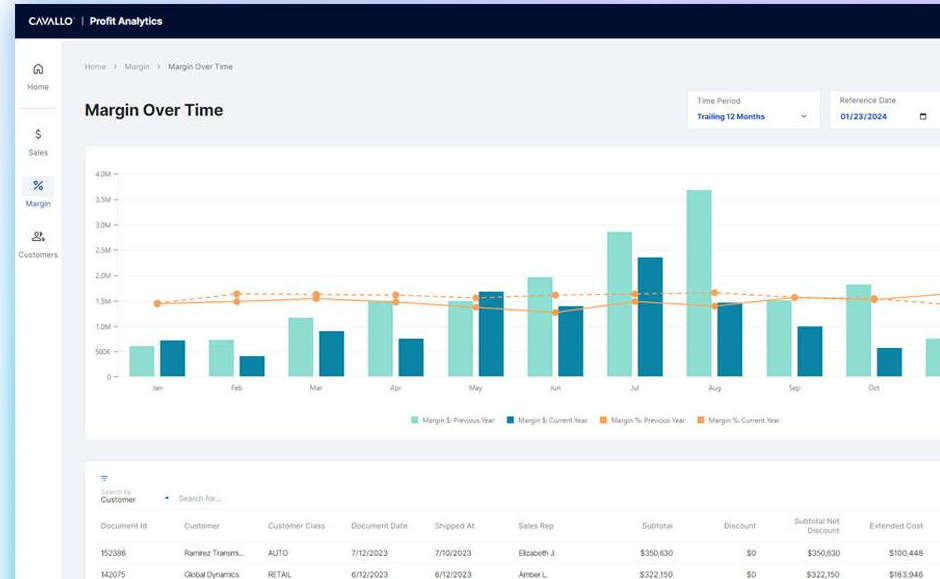 CAVALLO | Profit Analytics
Home > Margin > Margin Over Time
Home
Sales
Margin
Customers
Margin Over Time
Time Period
Trailing 12 Months
Reference Date
01/23/2024
4.0M
3.5M
3.0M
2.5M
2.0M
1.5M
1.0M
500K
0
Jan Feb Mar Apr May Jun Jul Aug Sep Oct
Margin $: Previous Year Margin $: Current Year Margin %: Previous Year Margin %: Current Year
Search by
Customer Search for...
Document Id Customer Customer Class Document Date Shipped At Sales Rep Subtotal Discount Subtotal Net Discount Extended Cost
152386 Ramirez Transmi... AUTO 7/12/2023 7/10/2023 Elizabeth J. $350,630 $0 $350,630 $100,448
142075 Global Dynamics RETAIL 6/12/2023 6/12/2023 Amber L. $322,150 $0 $322,150 $163,946